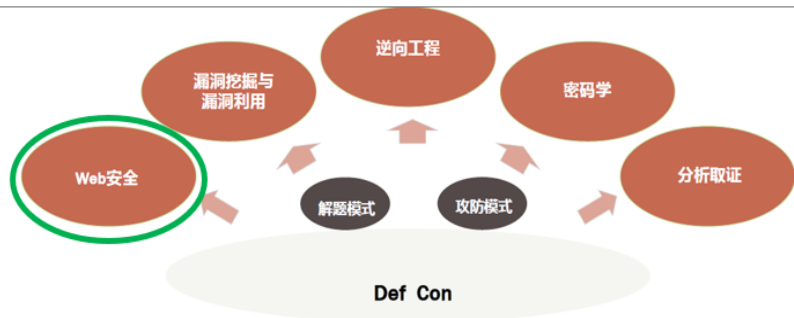 逆向工程
漏洞挖掘与
漏洞利用
密码学
Web安全
分析取证
解题模式
攻防模式
Def Con